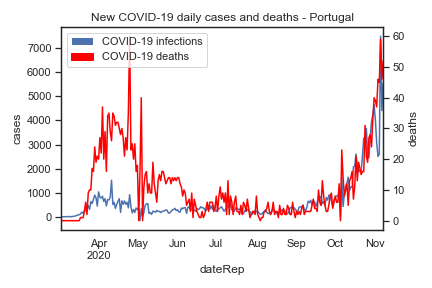 New COVID-19 daily cases and deaths - Portugal
COVID-19 infections
COVID-19 deaths
7000
6000
5000
4000
3000
2000
1000
0
cases
60
50
40
30
20
10
0
deaths
Apr May Jun Jul Aug Sep Oct Nov
2020
dateRep